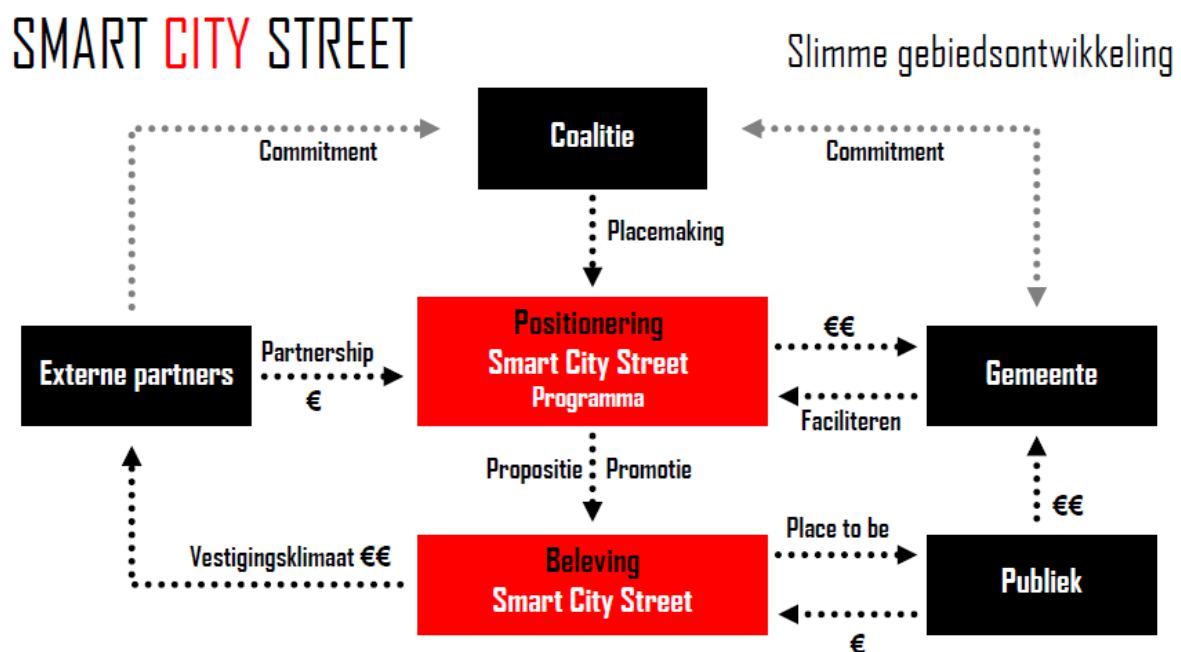 SMART CITY STREET
Slimme gebiedsontwikkeling
Coalitie
Commitment
Commitment
Placemaking
Externe partners
Partnership
€
Positionering
Smart City Street
Programma
€€
Faciliteren
Gemeente
Propositie
Promotie
Vestigingsklimaat €€
Beleving
Smart City Street
Place to be
€
Publiek
€€